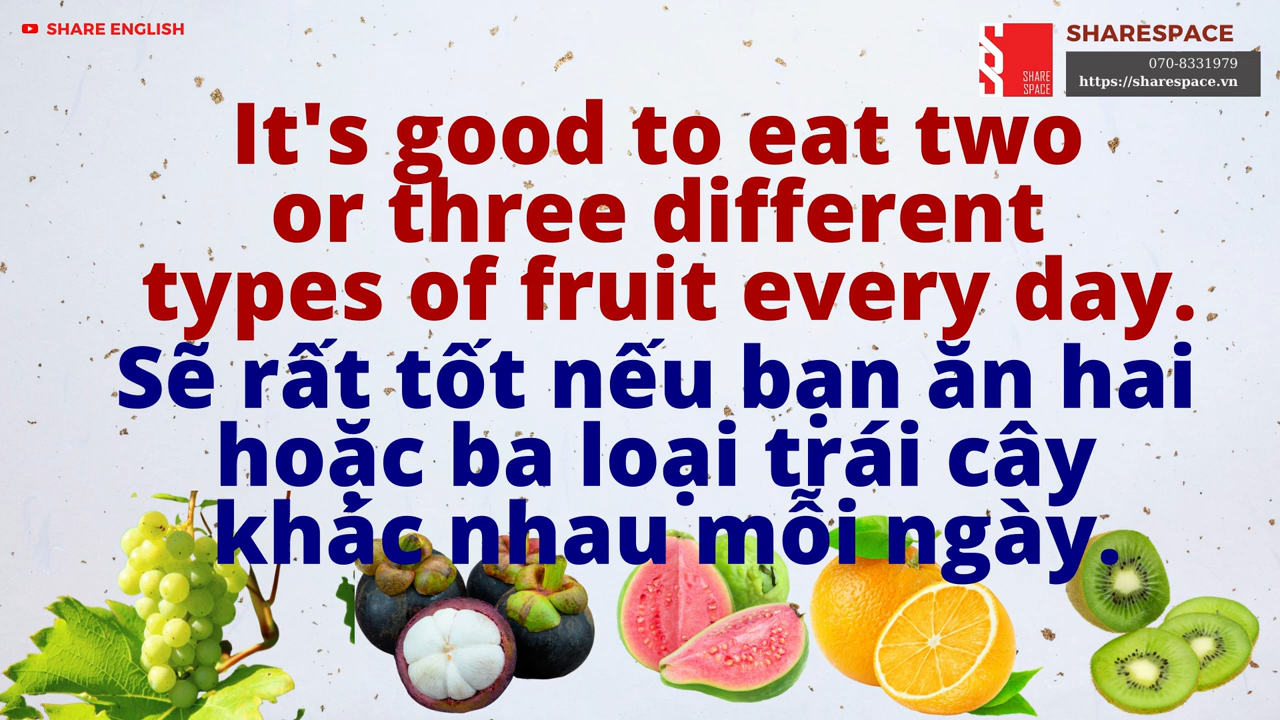 SHARE ENGLISH
SHARE
SPACE
SHARESPACE
070-8331979
https://sharespace.vn
It's good to eat two
or three different
types of fruit every day.
Sẽ rất tốt nếu bạn ăn hai
hoặc ba loại trái cây
khác nhau mỗi ngày.